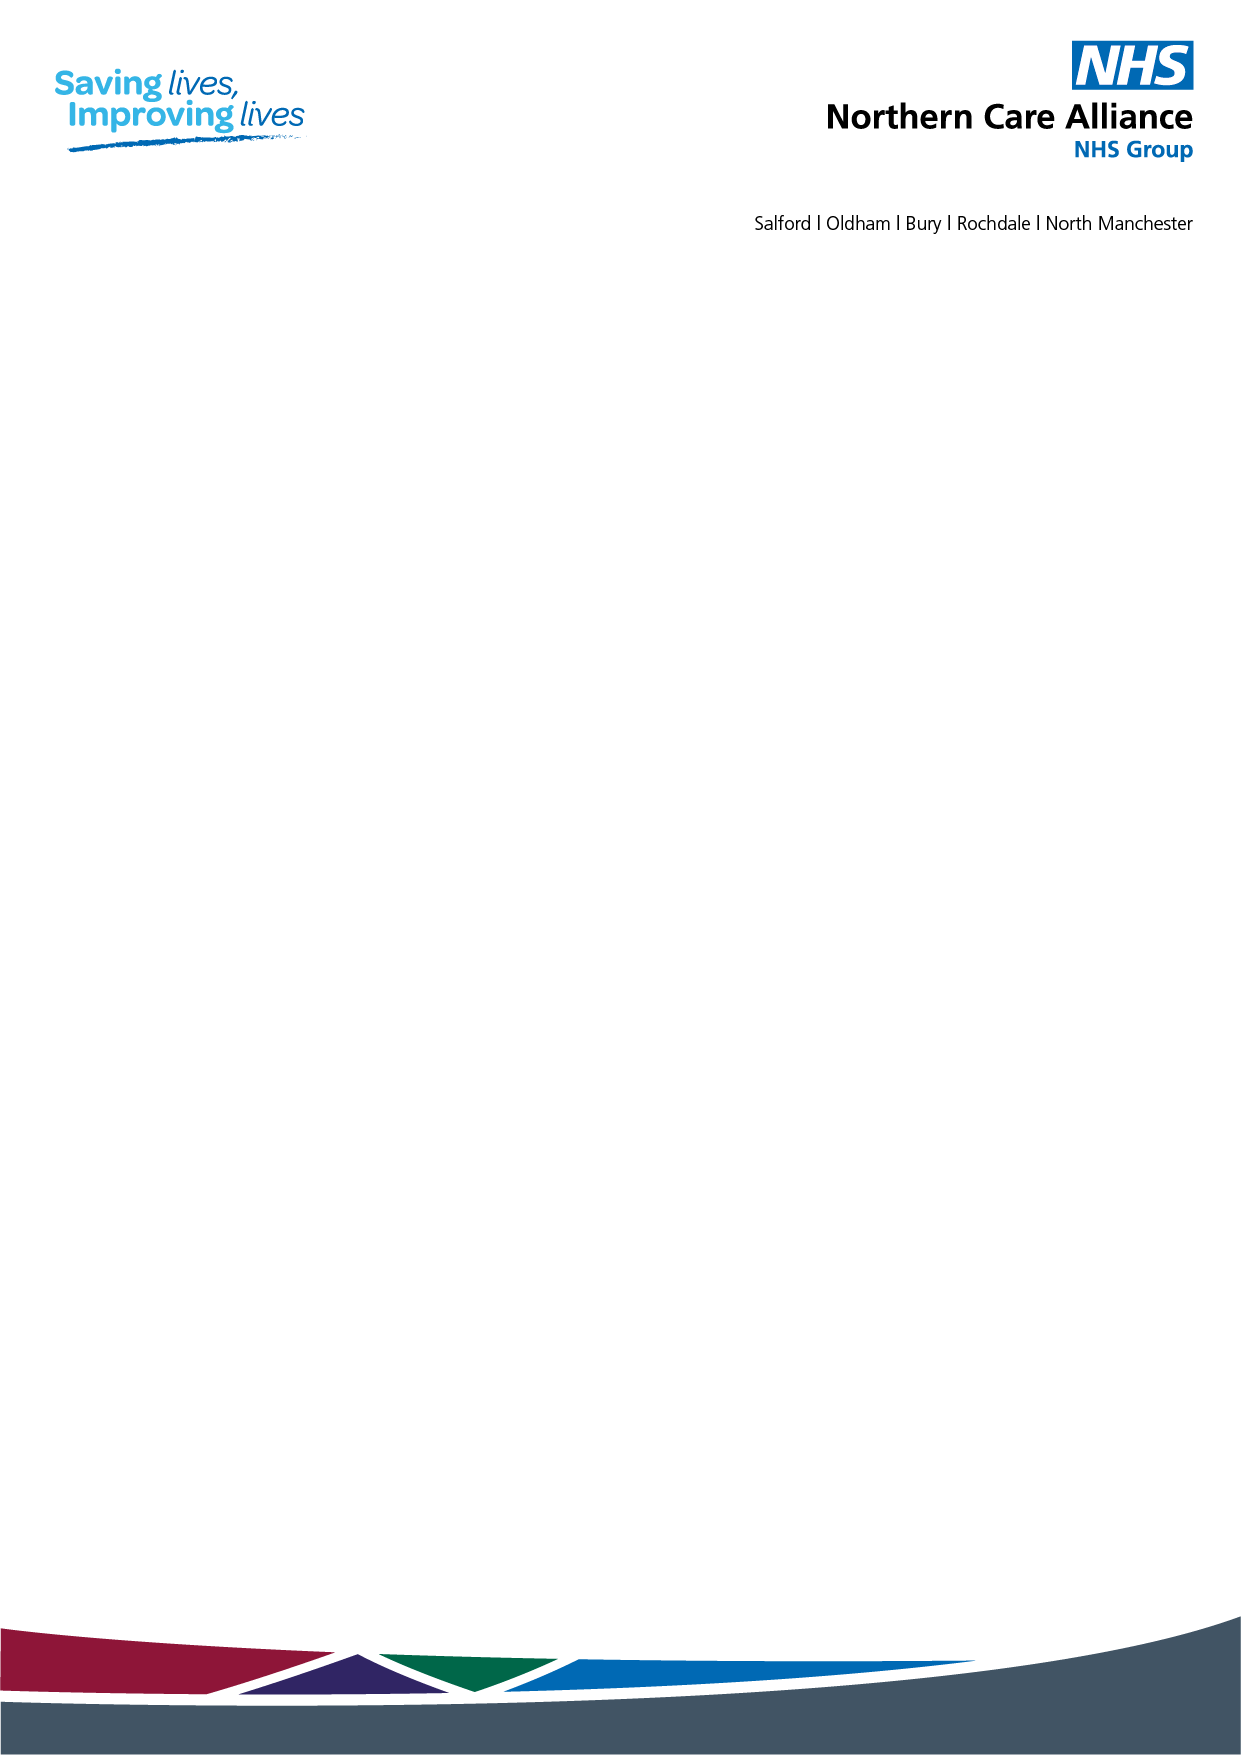 Saving lives,
Improving lives
NHS
Northern Care Alliance
NHS Group
Salford | Oldham | Bury | Rochdale | North Manchester